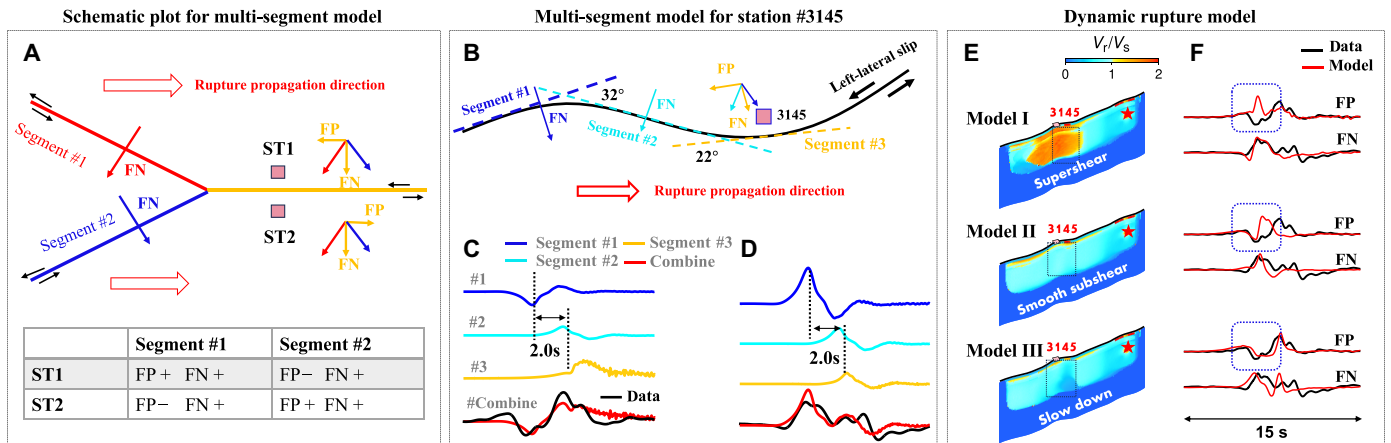 Schematic plot for multi-segment model
A
Rupture propagation direction
Segment #1
FN
Segment #2
FN
ST1
ST2
FP
FN
FP
FN
Segment #1 Segment #2
ST1 FP + FN + FP− FN +
ST2 FP− FN + FP + FN +
Multi-segment model for station #3145
B
Segment #1
FN
32°
Segment #2
FN
22°
FP
FN
3145
Segment #3
Left-lateral slip
Rupture propagation direction
C
Segment #1
Segment #3
Segment #2
Combine
#1
#2
2.0s
#3
#Combine
Data
D
2.0s
Dynamic rupture model
E
Vr/Vs
0 1 2
Model I
3145
Supershear
Model II
3145
Smooth subshear
Model III
3145
Slow down
F
Data
Model
FP
FN
FP
FN
FP
FN
15 s